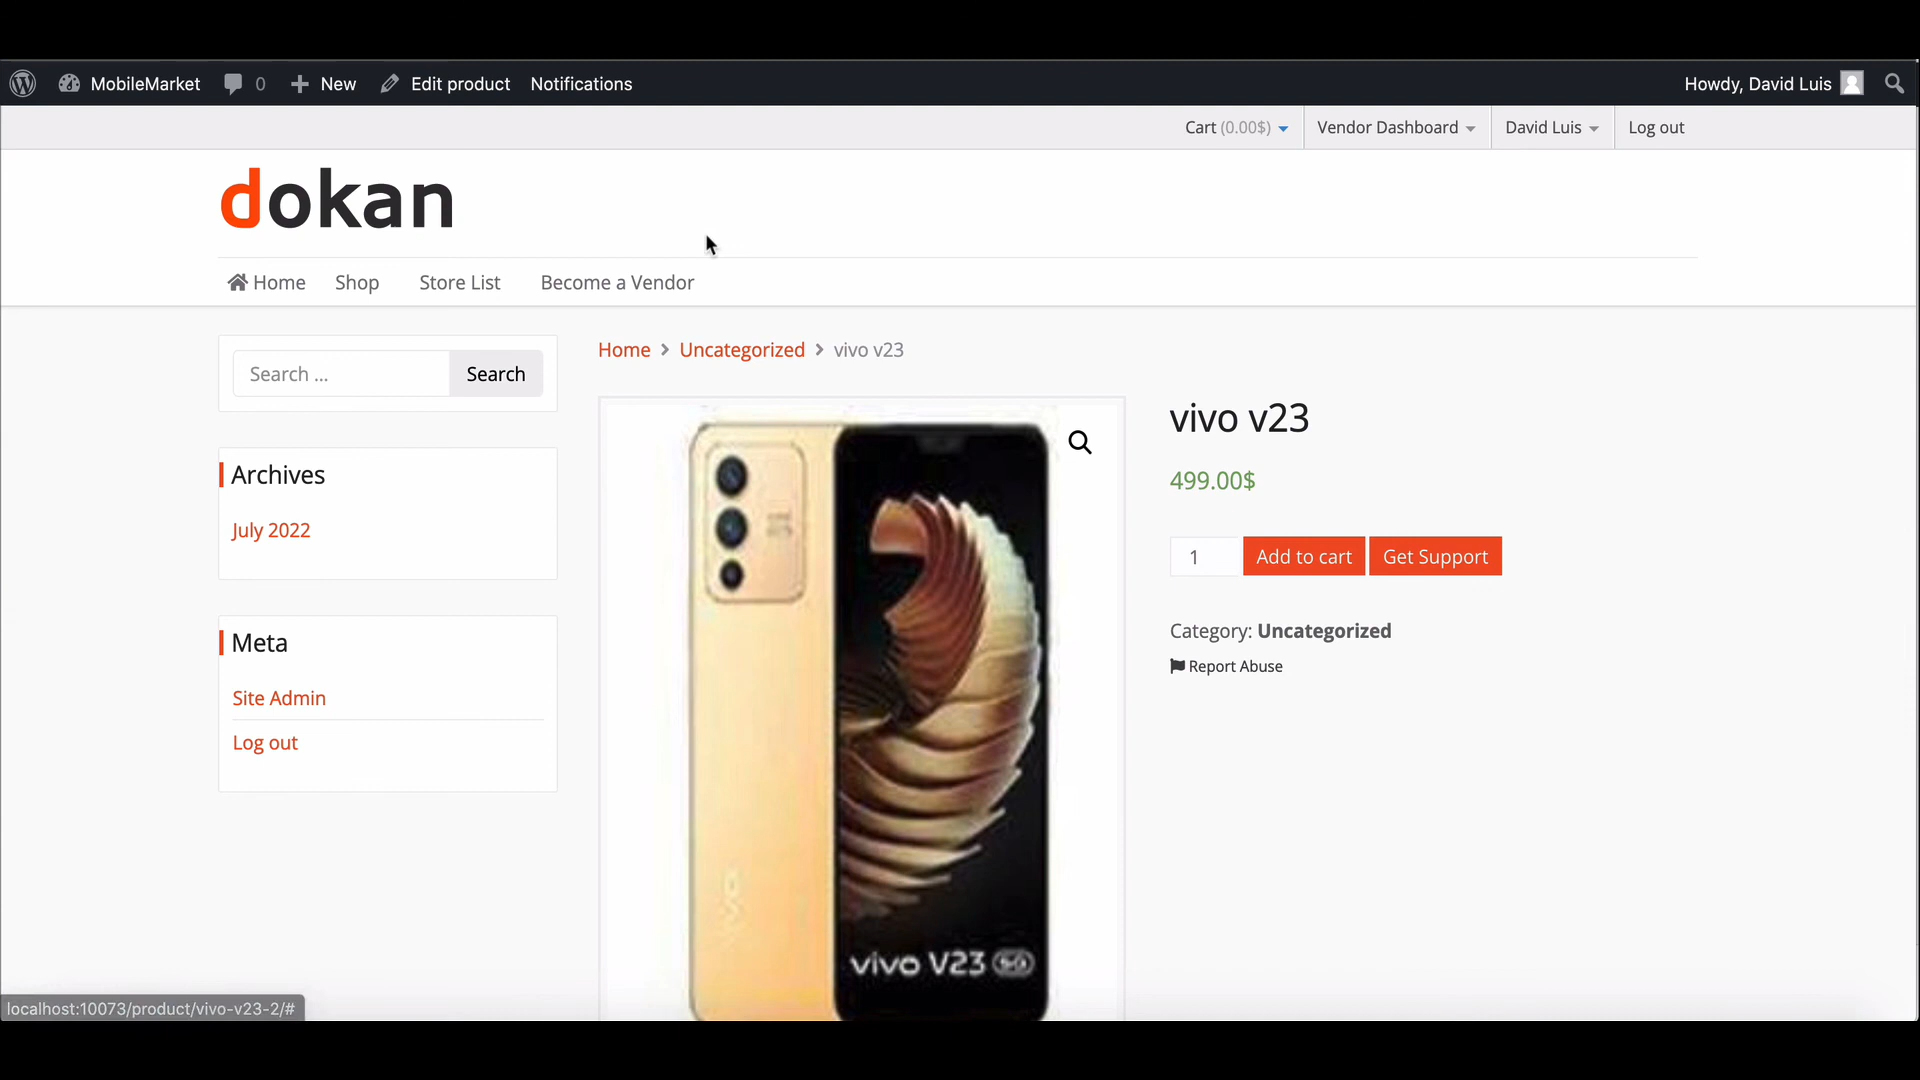 MobileMarket 0 New Edit product Notifications Howdy, David Luis
Cart (0.00$) Vendor Dashboard David Luis Log out
dokan
Home Shop Store List Become a Vendor
Search ... Search
Home > Uncategorized > vivo v23
vivo v23
Archives
499.00$
July 2022
1 Add to cart Get Support
Category: Uncategorized
Meta
Report Abuse
Site Admin
Log out
vivo
vivo V23 5G
localhost:10073/product/vivo-v23-2/#